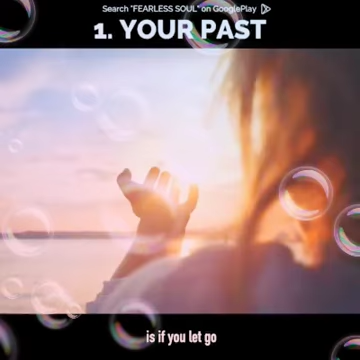 Search "FEARLESS SOUL" on GooglePlay
1. YOUR PAST
is if you let go